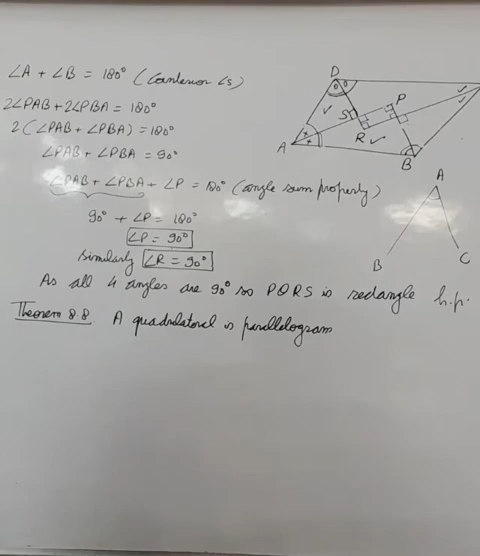 ∠A + ∠B = 180° (Cointerior ∠s)
2∠PAB + 2∠PBA = 180°
2(∠PAB + ∠PBA) = 180°
∠PAB + ∠PBA = 90°
∠PAB + ∠PBA + ∠P = 180° (angle sum property)
90° + ∠P = 180°
∠P = 90°
Similarly ∠R = 90°
As all 4 angles are 90° so PQRS is rectangle h.p.
Theorem 8.8. A quadrilateral is parallelogram
D
S
P
R
A
B
A
B
C